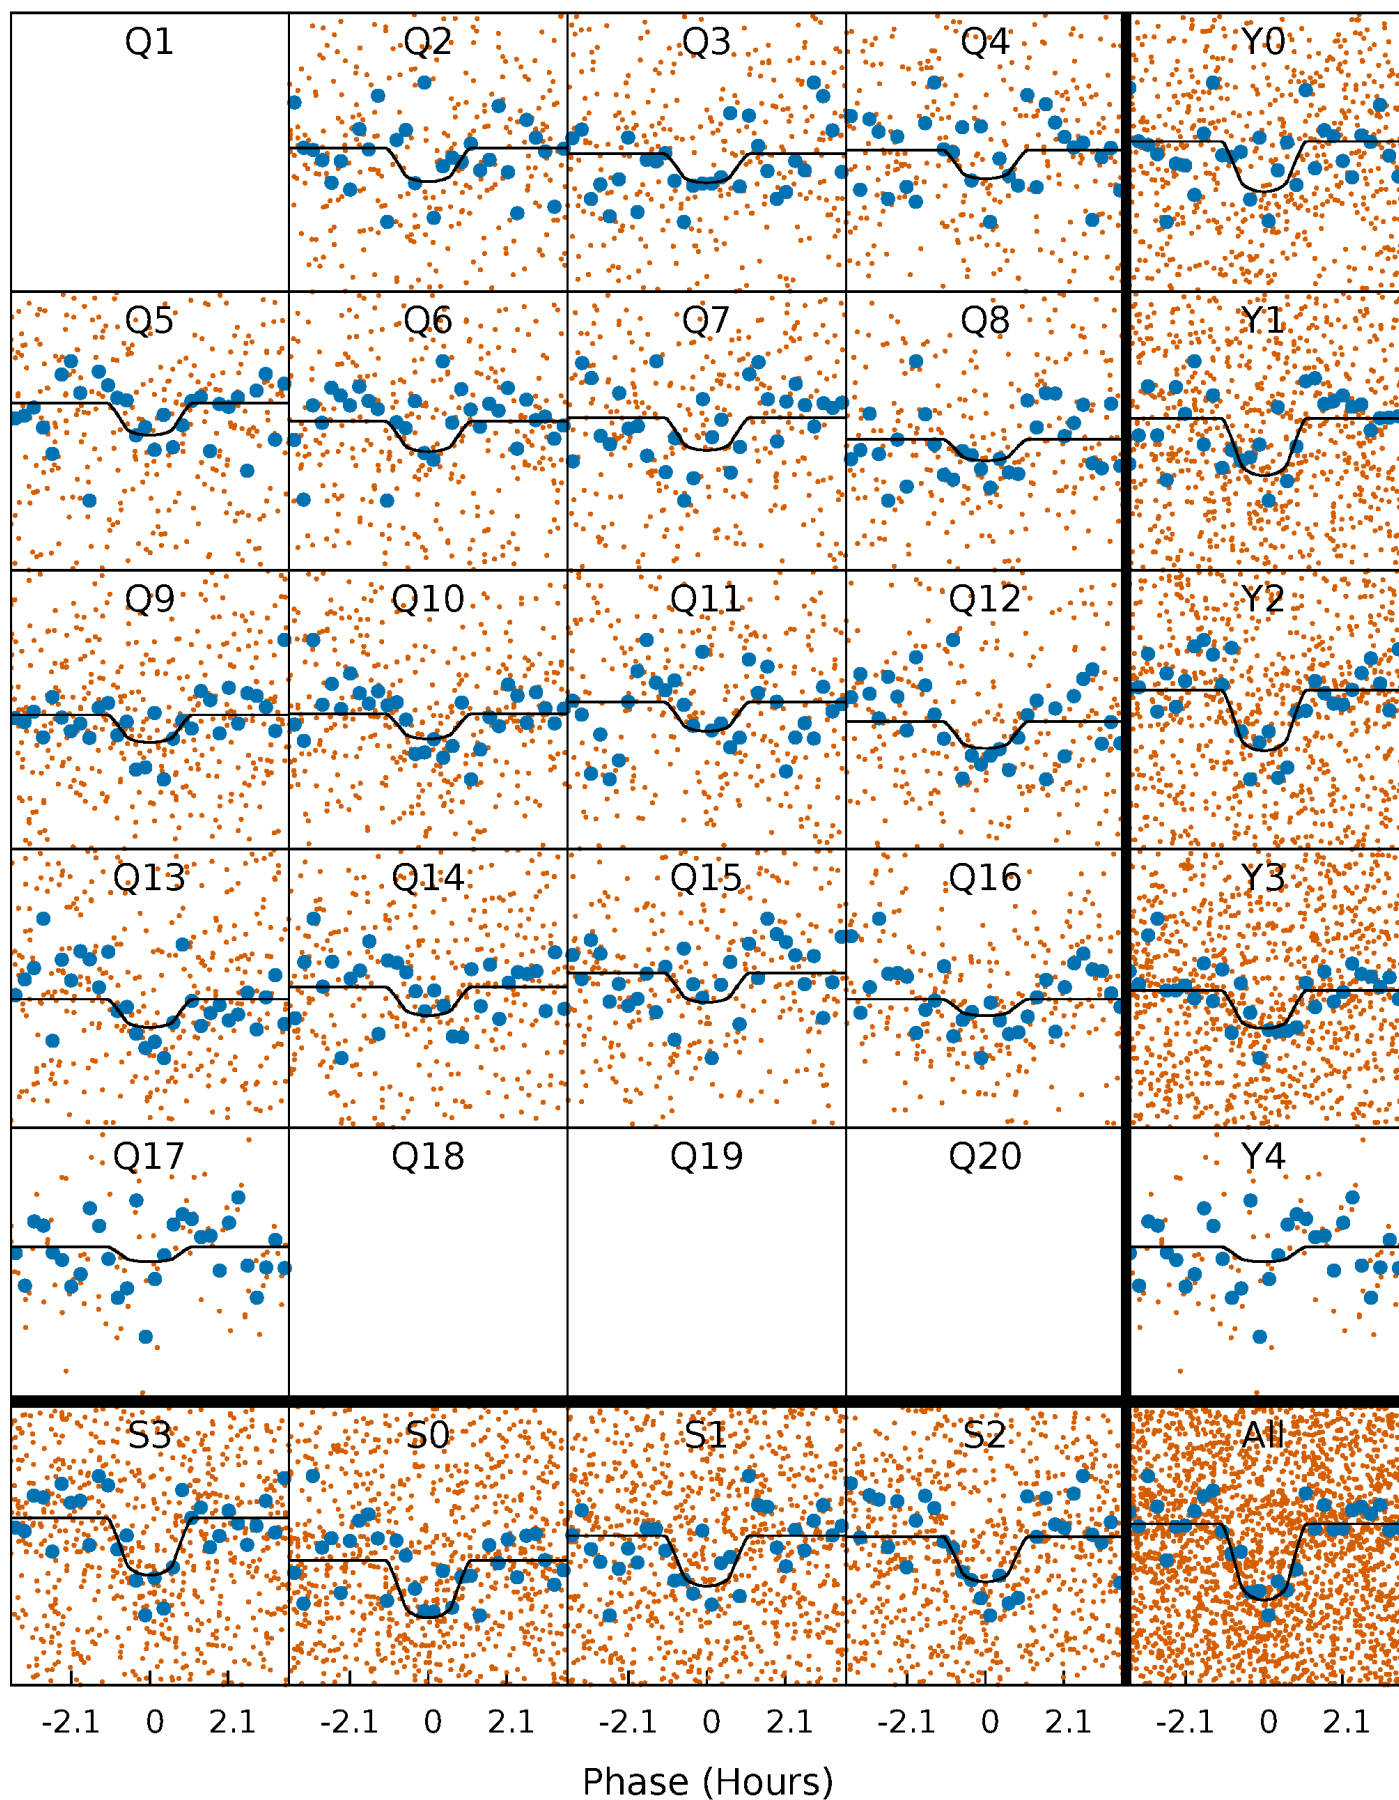 Q1 Q2 Q3 Q4 Y0
Q5 Q6 Q7 Q8 Y1
Q9 Q10 Q11 Q12 Y2
Q13 Q14 Q15 Q16 Y3
Q17 Q18 Q19 Q20 Y4
S3 S0 S1 S2 All
-2.1 0 2.1 -2.1 0 2.1 -2.1 0 2.1 -2.1 0 2.1 -2.1 0 2.1
Phase (Hours)